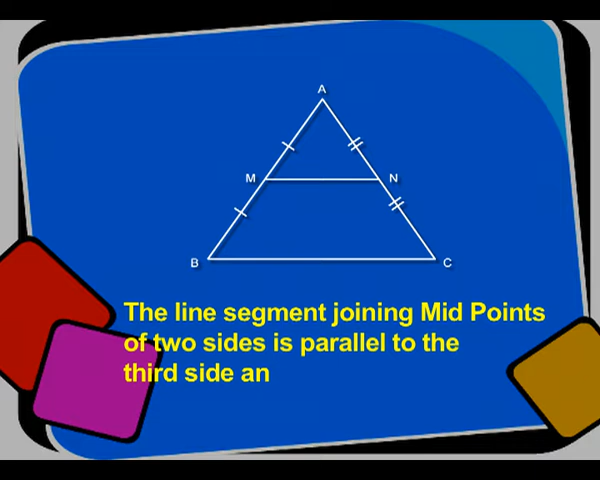 A
M N
B C
The line segment joining Mid Points
of two sides is parallel to the
third side an